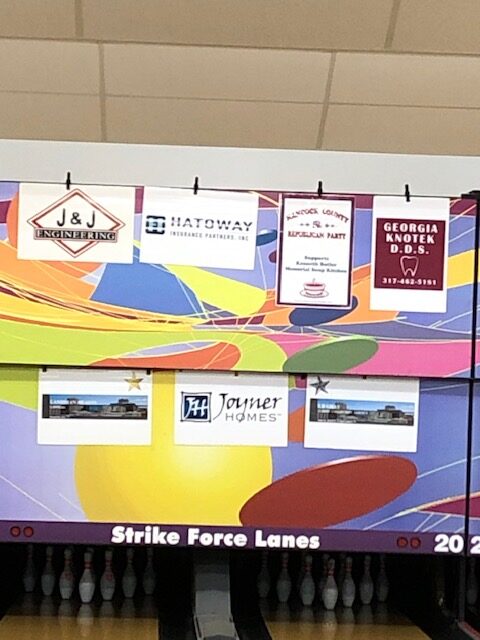 J & J
ENGINEERING
HATOWAY
INSURANCE PARTNERS, INC
HANCOCK COUNTY
REPUBLICAN PARTY
Supports
Kenneth Butler
Memorial Soup Kitchen
GEORGIA
KNOTEK
D.D.S.
317-462-5191
JH Joyner
HOMES
Strike Force Lanes
20